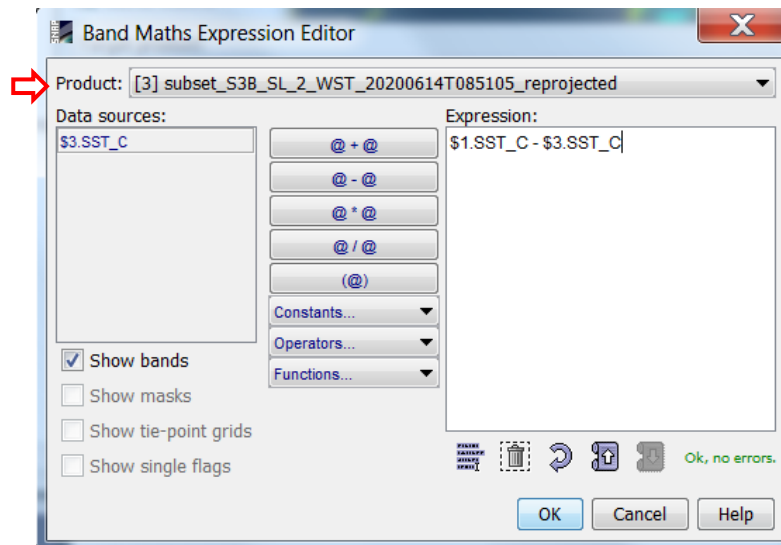 Band Maths Expression Editor
X
Product: [3] subset_S3B_SL_2_WST_20200614T085105_reprojected
Data sources:
Expression:
$3.SST_C
@ + @
$1.SST_C - $3.SST_C
@ - @
@ * @
@ / @
(@)
Constants...
Operators...
Show bands
Functions...
Show masks
Show tie-point grids
Show single flags
Ok, no errors.
OK
Cancel
Help